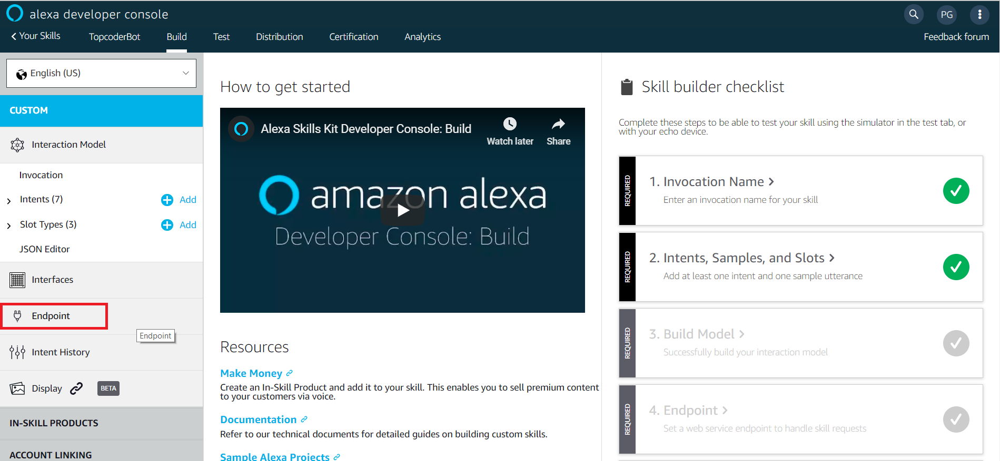 alexa developer console
PG
Your Skills
TopcoderBot
Build
Test
Distribution
Certification
Analytics
Feedback forum
English (US)
CUSTOM
Interaction Model
Invocation
Intents (7)
Add
Slot Types (3)
Add
JSON Editor
Interfaces
Endpoint
Endpoint
Intent History
Display
BETA
IN-SKILL PRODUCTS
ACCOUNT LINKING
How to get started
Alexa Skills Kit Developer Console: Build
Watch later
Share
amazon alexa
Developer Console: Build
Resources
Make Money
Create an In-Skill Product and add it to your skill. This enables you to sell premium content
to your customers via voice.
Documentation
Refer to our technical documents for detailed guides on building custom skills.
Sample Alexa Projects
Skill builder checklist
Complete these steps to be able to test your skill using the simulator in the test tab, or
with your echo device.
REQUIRED
1. Invocation Name
Enter an invocation name for your skill
REQUIRED
2. Intents, Samples, and Slots
Add at least one intent and one sample utterance
REQUIRED
3. Build Model
Successfully build your interaction model
REQUIRED
4. Endpoint
Set a web service endpoint to handle skill requests